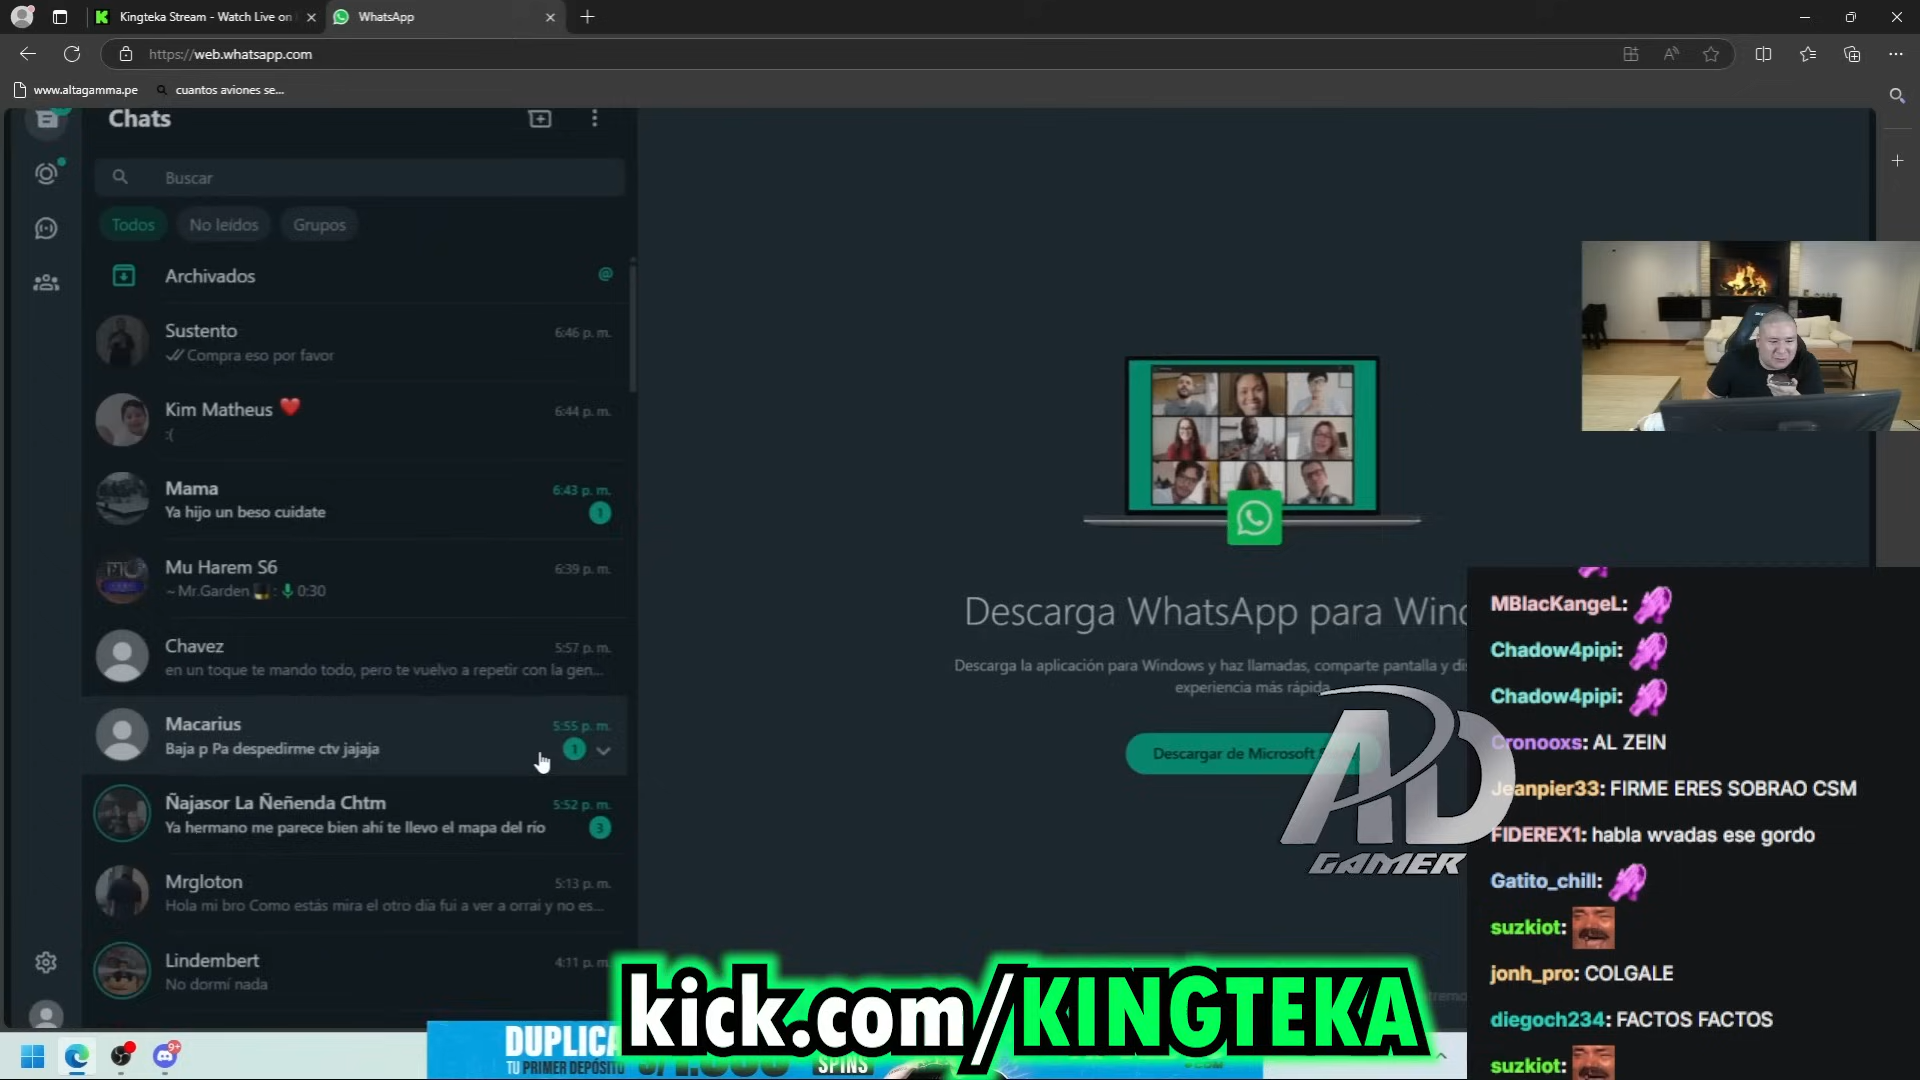 Kingteka Stream - Watch Live on
WhatsApp
https://web.whatsapp.com
www.altagamma.pe
cuantos aviones se...
Chats
Buscar
Todos
No leídos
Grupos
Archivados
@
Sustento
6:46 p. m.
Compra eso por favor
Kim Matheus
6:44 p. m.
:(
Mama
6:43 p. m.
Ya hijo un beso cuidate
1
Mu Harem S6
6:39 p. m.
~ Mr.Garden : 0:30
Chavez
5:57 p. m.
en un toque te mando todo, pero te vuelvo a repetir con la gen...
Macarius
5:55 p. m.
Baja p Pa despedirme ctv jajaja
1
Ñajasor La Ñeñenda Chtm
5:52 p. m.
Ya hermano me parece bien ahí te llevo el mapa del río
3
Mrgloton
5:13 p. m.
Hola mi bro Como estás mira el otro día fui a ver a orrai y no es...
Lindembert
4:11 p. m.
No dormí nada
Descarga WhatsApp para Wind
Descarga la aplicación para Windows y haz llamadas, comparte pantalla y di
experiencia más rápida.
Descargar de Microsoft
AD
GAMER
MBlacKangeL:
Chadow4pipi:
Chadow4pipi:
Cronooxs: AL ZEIN
Jeanpier33: FIRME ERES SOBRAO CSM
FIDEREX1: habla wvadas ese gordo
Gatito_chill:
suzkiot:
jonh_pro: COLGALE
diegoch234: FACTOS FACTOS
suzkiot:
kick.com/KINGTEKA
DUPLICA
TU PRIMER DEPÓSITO
SPINS
9+